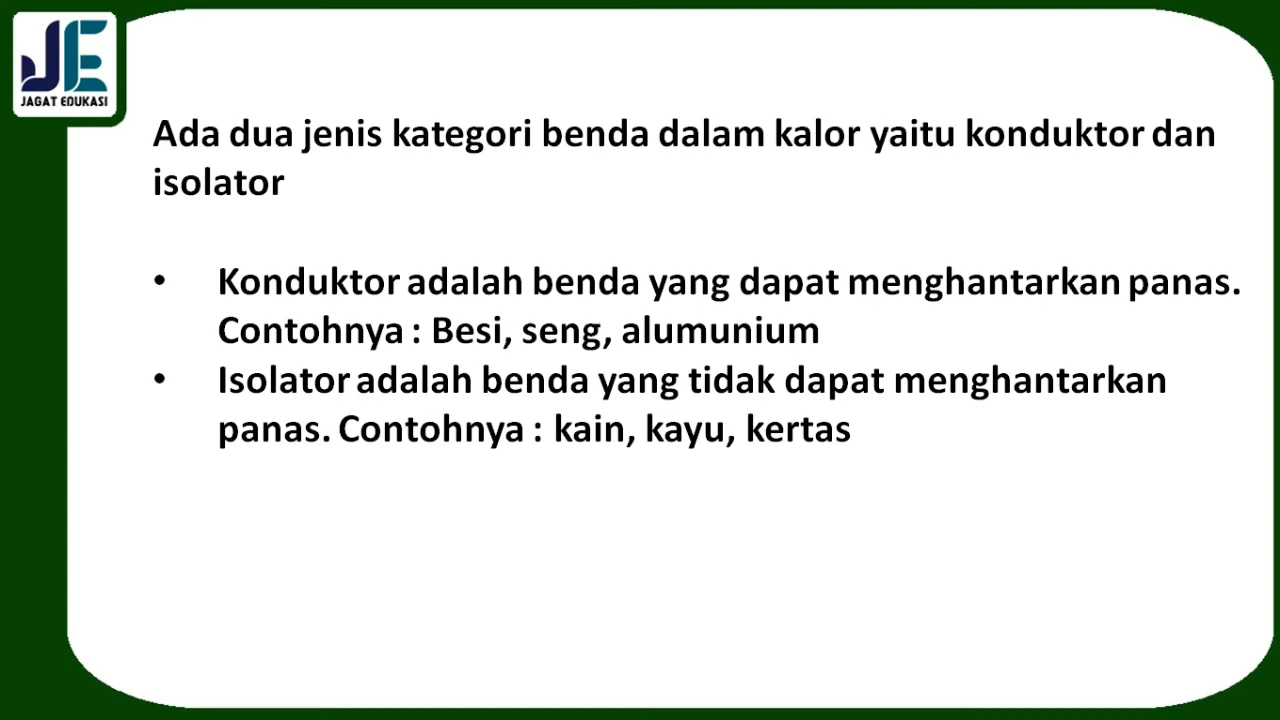 JE
JAGAT EDUKASI
Ada dua jenis kategori benda dalam kalor yaitu konduktor dan
isolator
• Konduktor adalah benda yang dapat menghantarkan panas.
Contohnya : Besi, seng, alumunium
• Isolator adalah benda yang tidak dapat menghantarkan
panas. Contohnya : kain, kayu, kertas